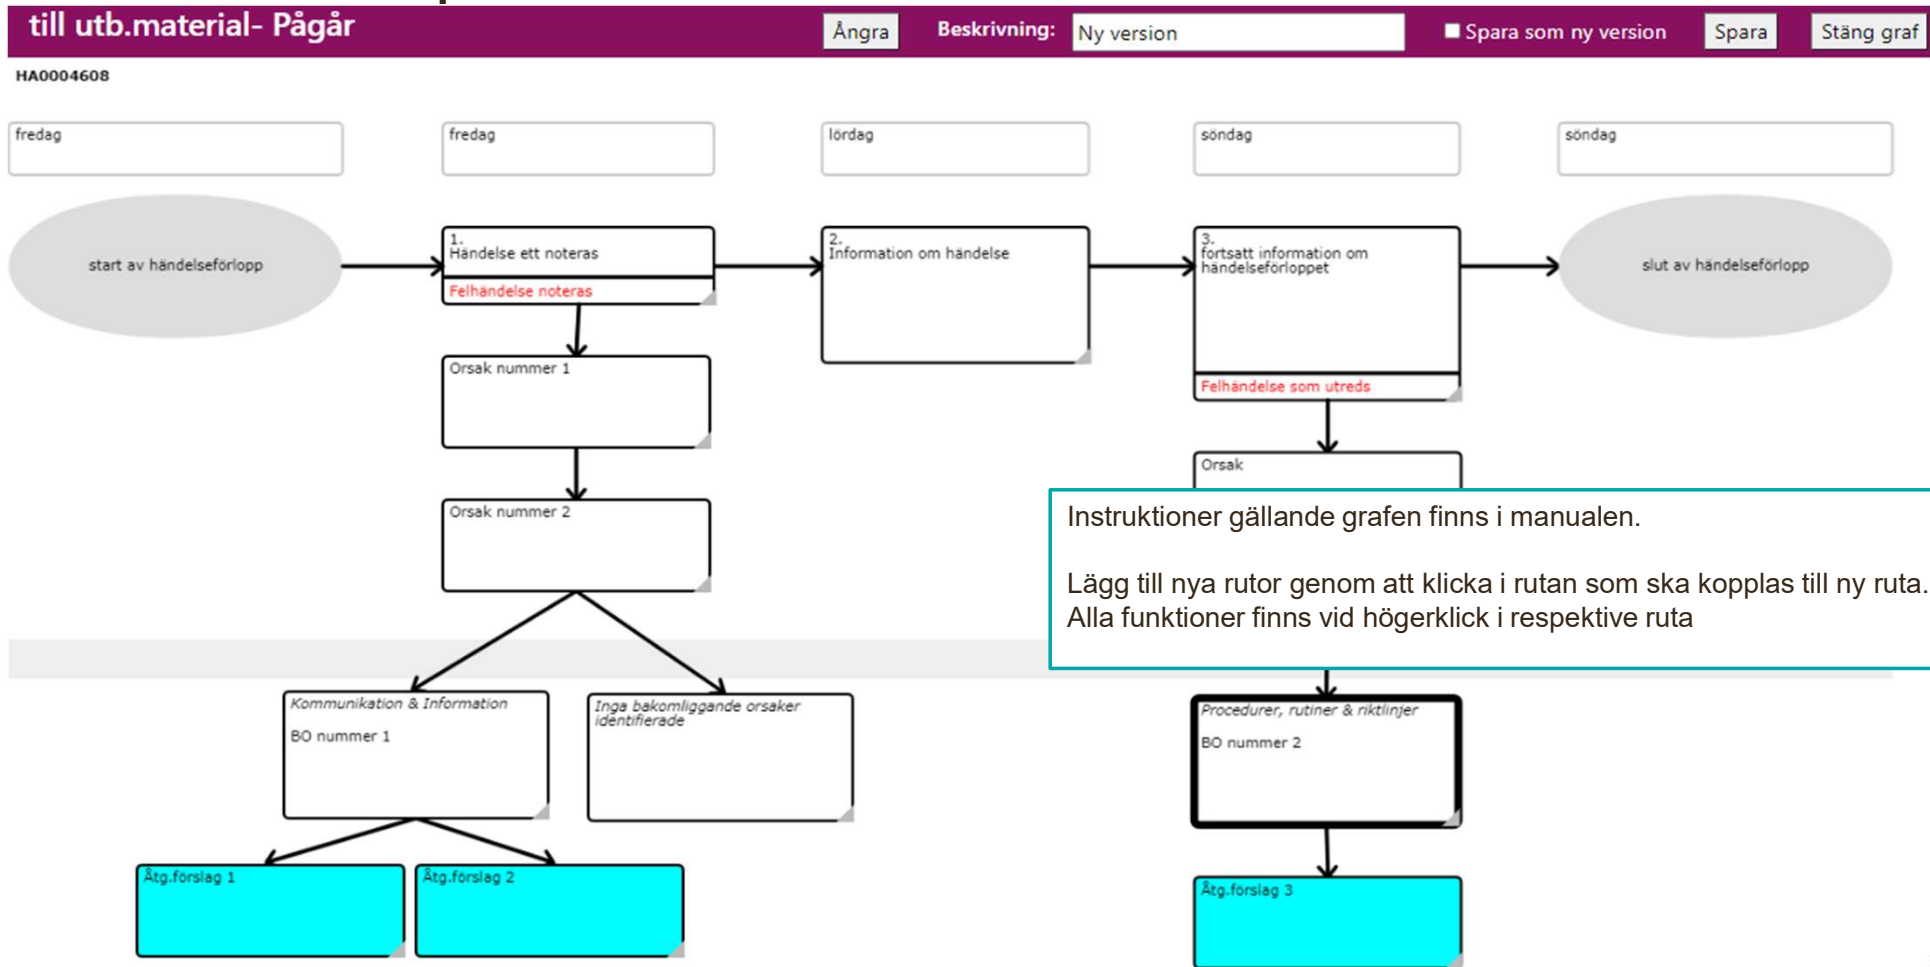 till utb.material- Pågår
Ångra
Beskrivning:
Ny version
Spara som ny version
Spara
Stäng graf
HA0004608
fredag
fredag
lördag
söndag
söndag
start av händelseförlopp
1.
Händelse ett noteras
Felhändelse noteras
2.
Information om händelse
3.
fortsatt information om
händelseförloppet
Felhändelse som utreds
slut av händelseförlopp
Orsak nummer 1
Orsak
Orsak nummer 2
Instruktioner gällande grafen finns i manualen.
Lägg till nya rutor genom att klicka i rutan som ska kopplas till ny ruta.
Alla funktioner finns vid högerklick i respektive ruta
Kommunikation & Information
BO nummer 1
Inga bakomliggande orsaker
identifierade
Procedurer, rutiner & riktlinjer
BO nummer 2
Åtg.förslag 1
Åtg.förslag 2
Åtg.förslag 3